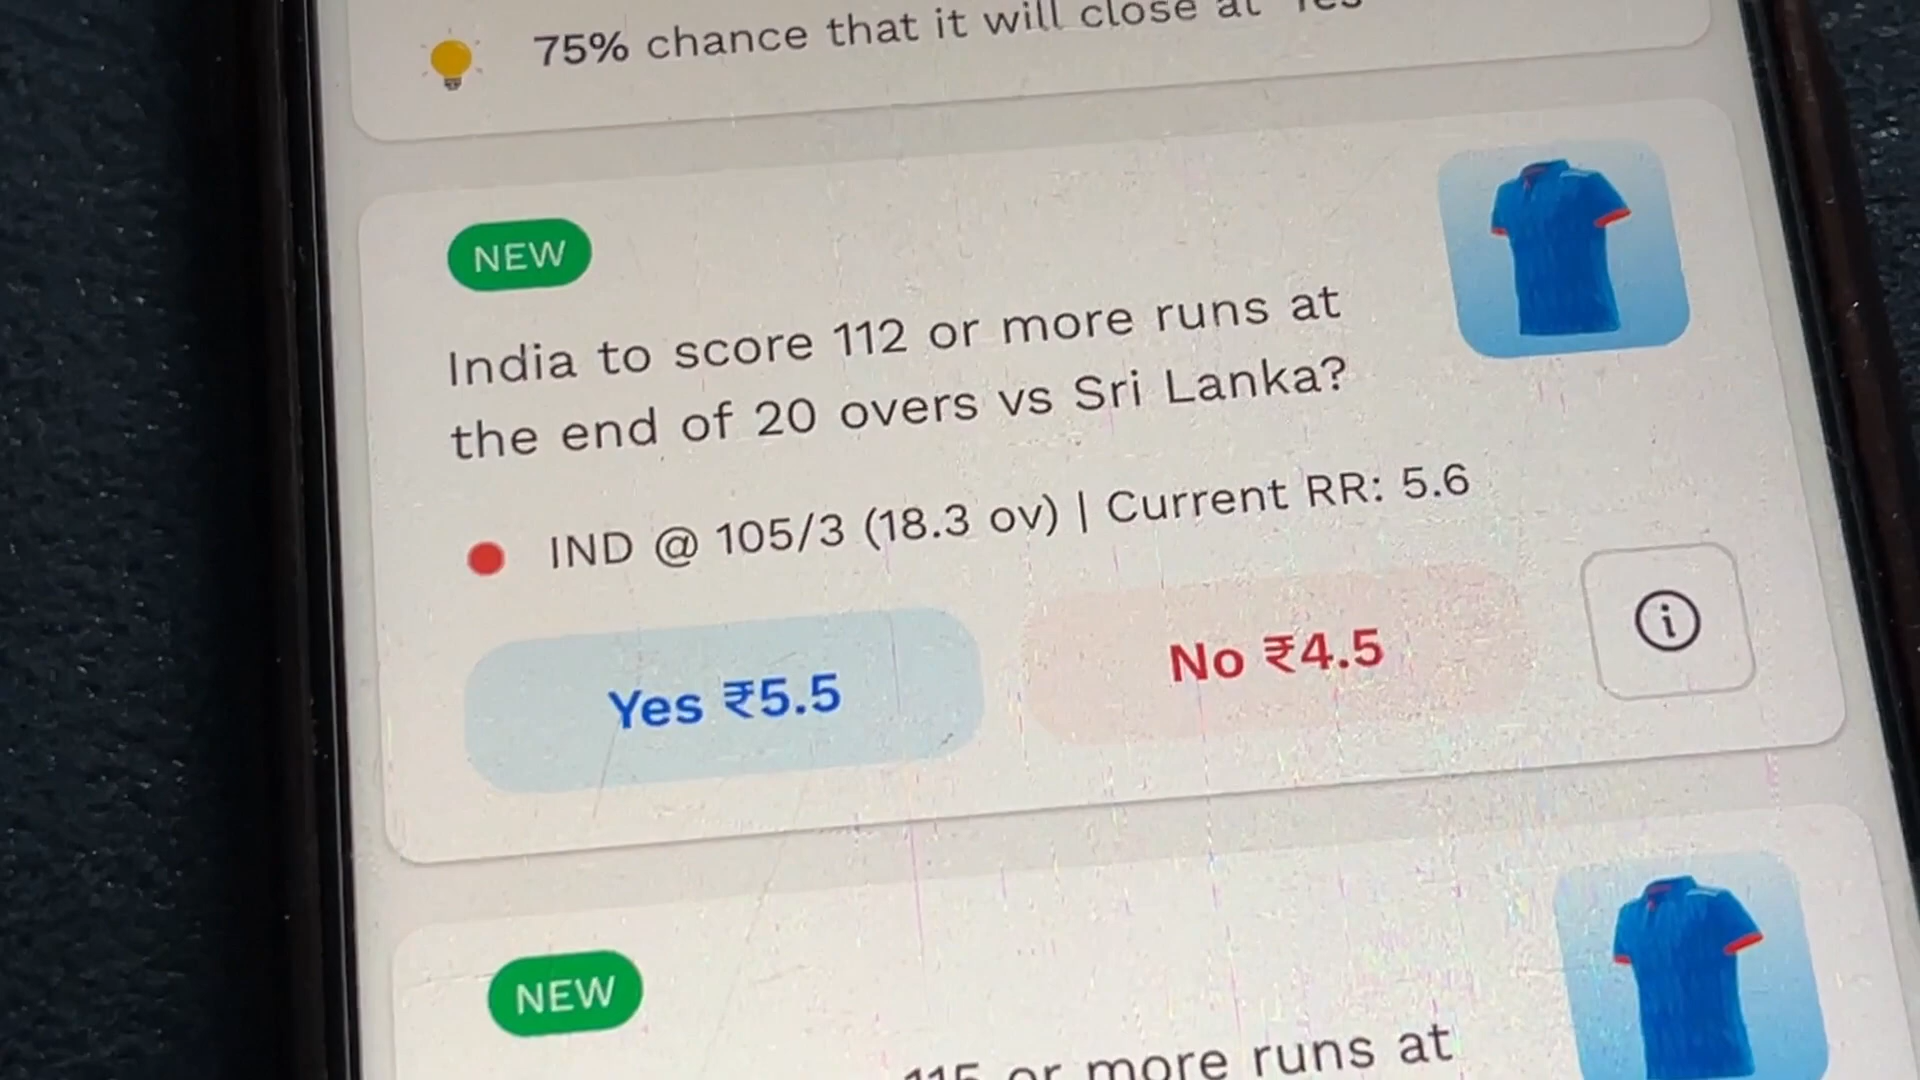 75% chance that it will close at Yes
NEW
India to score 112 or more runs at
the end of 20 overs vs Sri Lanka?
IND @ 105/3 (18.3 ov) | Current RR: 5.6
Yes ₹5.5
No ₹4.5
NEW
115 or more runs at